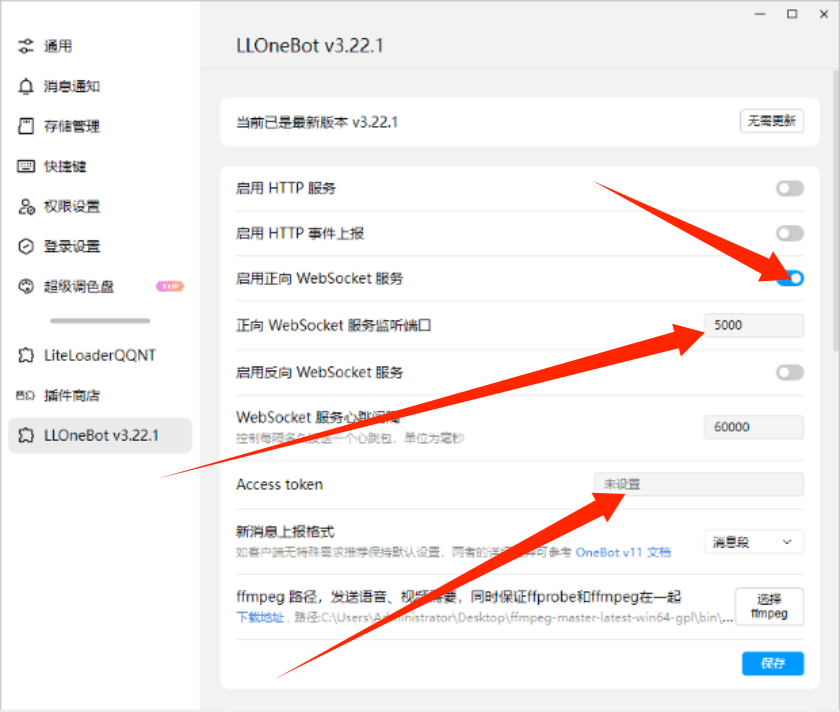 通用
消息通知
存储管理
快捷键
权限设置
登录设置
超级调色盘
LiteLoaderQQNT
插件商店
LLOneBot v3.22.1
LLOneBot v3.22.1
当前已是最新版本 v3.22.1
无需更新
启用 HTTP 服务
启用 HTTP 事件上报
启用正向 WebSocket 服务
正向 WebSocket 服务监听端口
5000
启用反向 WebSocket 服务
WebSocket 服务心跳间隔
控制每隔多久发送一个心跳包，单位为毫秒
60000
Access token
未设置
新消息上报格式
如客户端无特殊需求推荐保持默认设置，两者的详细差异可参考 OneBot v11 文档
消息段
ffmpeg 路径，发送语音、视频需要，同时保证ffprobe和ffmpeg在一起
下载地址 , 路径:C:\Users\Administrator\Desktop\ffmpeg-master-latest-win64-gpl\bin\...
选择
ffmpeg
保存